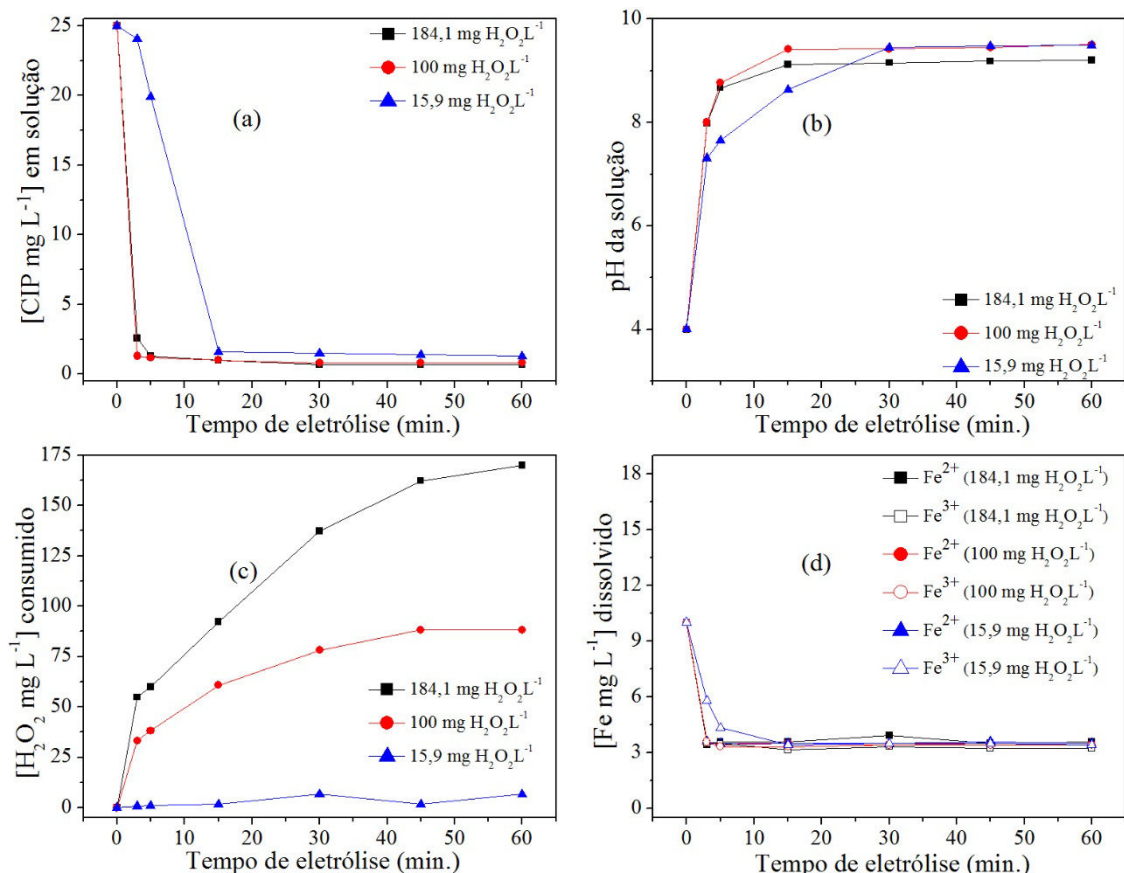 25
20
15
10
5
0
[CIP mg L⁻¹] em solução
184,1 mg H₂O₂L⁻¹
100 mg H₂O₂L⁻¹
15,9 mg H₂O₂L⁻¹
(a)
0 10 20 30 40 50 60
Tempo de eletrólise (min.)
10
8
6
4
pH da solução
(b)
184,1 mg H₂O₂L⁻¹
100 mg H₂O₂L⁻¹
15,9 mg H₂O₂L⁻¹
0 10 20 30 40 50 60
Tempo de eletrólise (min.)
175
150
125
100
75
50
25
0
[H₂O₂ mg L⁻¹] consumido
(c)
184,1 mg H₂O₂L⁻¹
100 mg H₂O₂L⁻¹
15,9 mg H₂O₂L⁻¹
0 10 20 30 40 50 60
Tempo de eletrólise (min.)
18
15
12
9
6
3
0
[Fe mg L⁻¹] dissolvido
Fe²⁺ (184,1 mg H₂O₂L⁻¹)
Fe³⁺ (184,1 mg H₂O₂L⁻¹)
Fe²⁺ (100 mg H₂O₂L⁻¹)
Fe³⁺ (100 mg H₂O₂L⁻¹)
Fe²⁺ (15,9 mg H₂O₂L⁻¹)
Fe³⁺ (15,9 mg H₂O₂L⁻¹)
(d)
0 10 20 30 40 50 60
Tempo de eletrólise (min.)